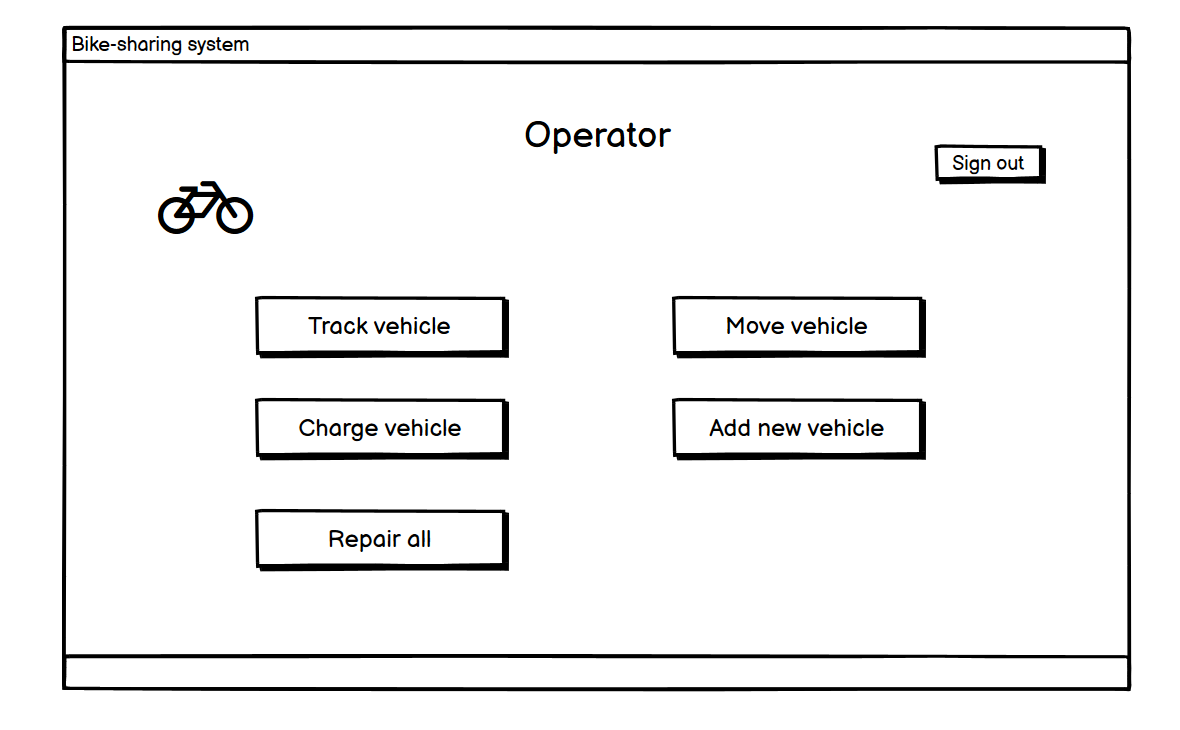 Bike-sharing system
Operator
Sign out
Track vehicle
Move vehicle
Charge vehicle
Add new vehicle
Repair all